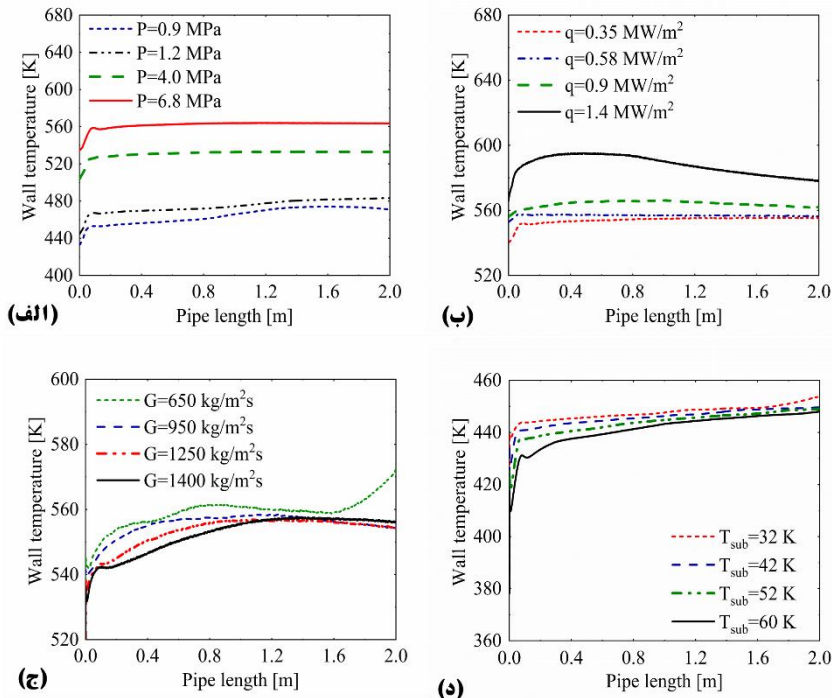 680
640
600
560
520
480
440
400
Wall temperature [K]
P=0.9 MPa
P=1.2 MPa
P=4.0 MPa
P=6.8 MPa
0.0 0.4 0.8 1.2 1.6 2.0
Pipe length [m]
(الف)
680
640
600
560
520
Wall temperature [K]
q=0.35 MW/m²
q=0.58 MW/m²
q=0.9 MW/m²
q=1.4 MW/m²
0.0 0.4 0.8 1.2 1.6 2.0
Pipe length [m]
(ب)
600
580
560
540
520
Wall temperature [K]
G=650 kg/m²s
G=950 kg/m²s
G=1250 kg/m²s
G=1400 kg/m²s
0.0 0.4 0.8 1.2 1.6 2.0
Pipe length [m]
(ج)
460
440
420
400
380
360
Wall temperature [K]
T_sub=32 K
T_sub=42 K
T_sub=52 K
T_sub=60 K
0.0 0.4 0.8 1.2 1.6 2.0
Pipe length [m]
(د)